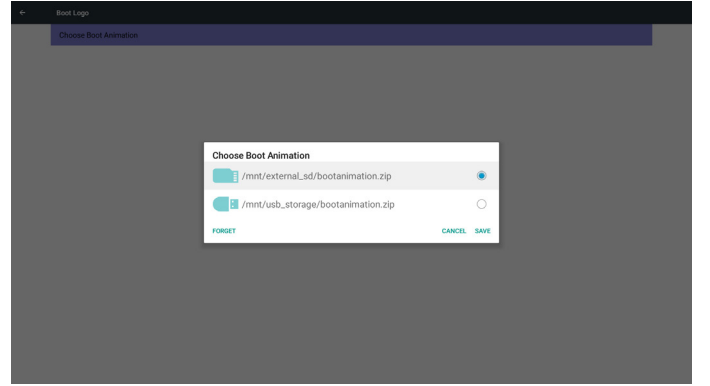 Boot Logo
Choose Boot Animation
Choose Boot Animation
/mnt/external_sd/bootanimation.zip
/mnt/usb_storage/bootanimation.zip
FORGET CANCEL SAVE